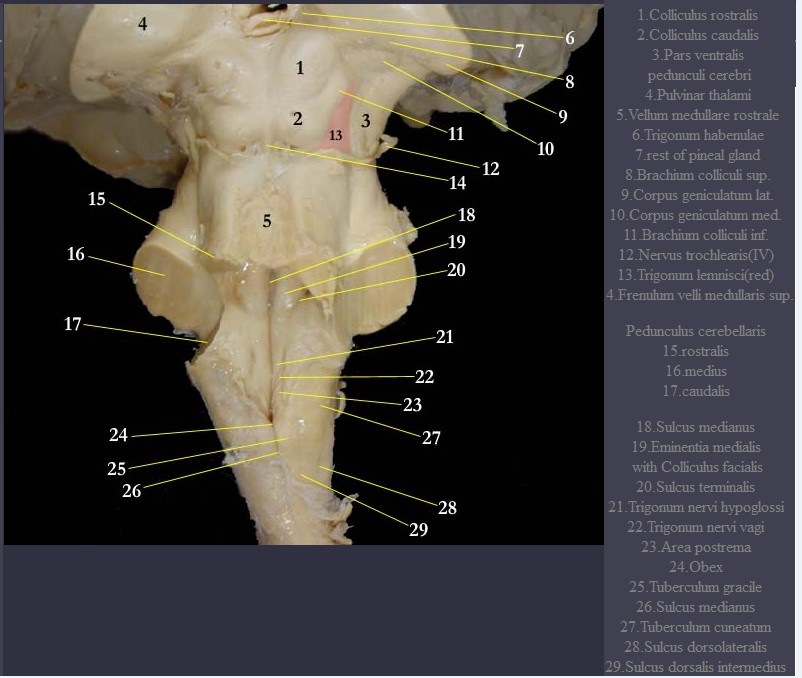 4
6
7
1
8
9
2
13
3
11
10
12
14
15
5
18
19
16
20
17
21
22
23
24
27
25
26
28
29
1.Colliculus rostralis
2.Colliculus caudalis
3.Pars ventralis
pedunculi cerebri
4.Pulvinar thalami
5.Vellum medullare rostrale
6.Trigonum habenulae
7.rest of pineal gland
8.Brachium colliculi sup.
9.Corpus geniculatum lat.
10.Corpus geniculatum med.
11.Brachium colliculi inf.
12.Nervus trochlearis(IV)
13.Trigonum lemnisci(red)
4.Frenulum velli medullaris sup.
Pedunculus cerebellaris
15.rostralis
16.medius
17.caudalis
18.Sulcus medianus
19.Eminentia medialis
with Colliculus facialis
20.Sulcus terminalis
21.Trigonum nervi hypoglossi
22.Trigonum nervi vagi
23.Area postrema
24.Obex
25.Tuberculum gracile
26.Sulcus medianus
27.Tuberculum cuneatum
28.Sulcus dorsolateralis
29.Sulcus dorsalis intermedius